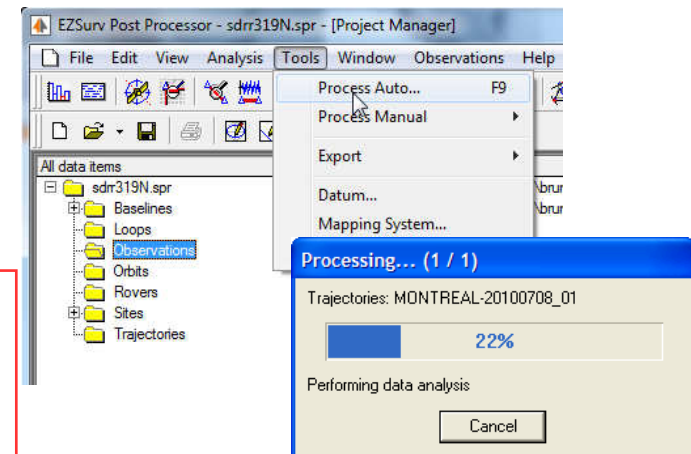 EZSurv Post Processor - sdrr319N.spr - [Project Manager]
File Edit View Analysis Tools Window Observations Help
Process Auto... F9
Process Manual
Export
Datum...
Mapping System...
All data items
sdrr319N.spr
Baselines
Loops
Observations
Orbits
Rovers
Sites
Trajectories
\brur
\brur
Processing... (1 / 1)
Trajectories: MONTREAL-20100708_01
22%
Performing data analysis
Cancel